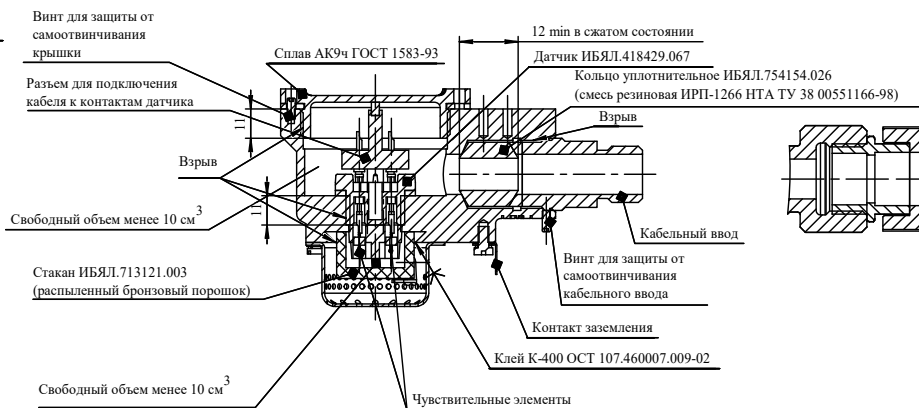 Винт для защиты от
самоотвинчивания
крышки
Сплав АК9ч ГОСТ 1583-93
Разъем для подключения
кабеля к контактам датчика
12 min в сжатом состоянии
Датчик ИБЯЛ.418429.067
Кольцо уплотнительное ИБЯЛ.754154.026
(смесь резиновая ИРП-1266 НТА ТУ 38 00551166-98)
Взрыв
11
Взрыв
11
Свободный объем менее 10 см3
Стакан ИБЯЛ.713121.003
(распыленный бронзовый порошок)
Кабельный ввод
Винт для защиты от
самоотвинчивания
кабельного ввода
Контакт заземления
Клей К-400 ОСТ 107.460007.009-02
Свободный объем менее 10 см3
Чувствительные элементы